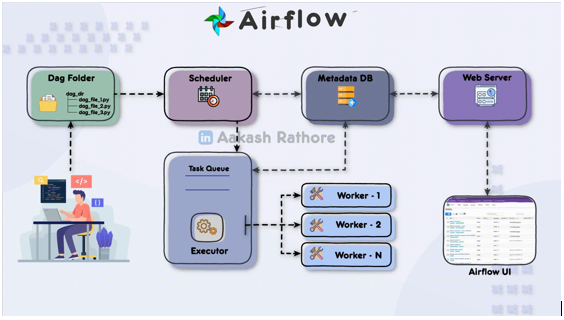 Airflow
Dag Folder
dag_dir
dag_file_1.py
dag_file_2.py
dag_file_3.py
Scheduler
Metadata DB
Web Server
in Aakash Rathore
Task Queue
Executor
Worker - 1
Worker - 2
Worker - N
Airflow UI